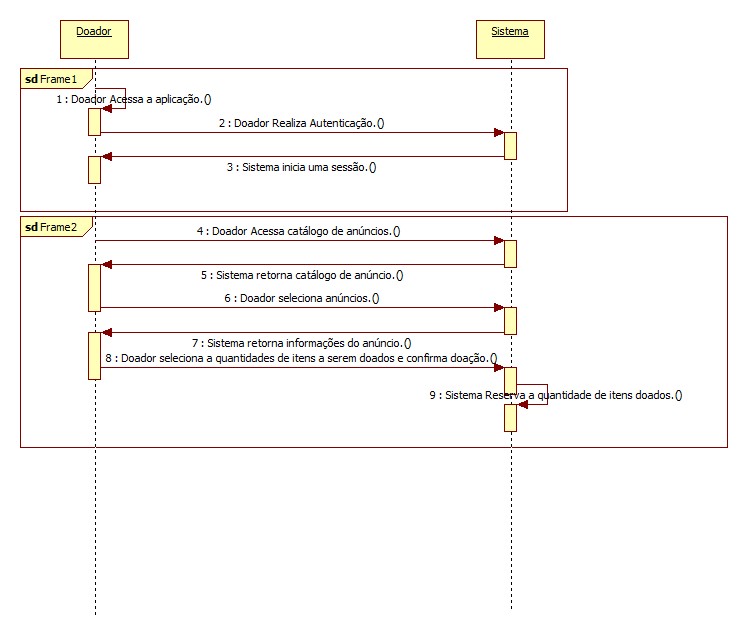 Doador
Sistema
sd Frame1
1 : Doador Acessa a aplicação.()
2 : Doador Realiza Autenticação.()
3 : Sistema inicia uma sessão.()
sd Frame2
4 : Doador Acessa catálogo de anúncios.()
5 : Sistema retorna catálogo de anúncio.()
6 : Doador seleciona anúncios.()
7 : Sistema retorna informações do anúncio.()
8 : Doador seleciona a quantidades de itens a serem doados e confirma doação.()
9 : Sistema Reserva a quantidade de itens doados.()